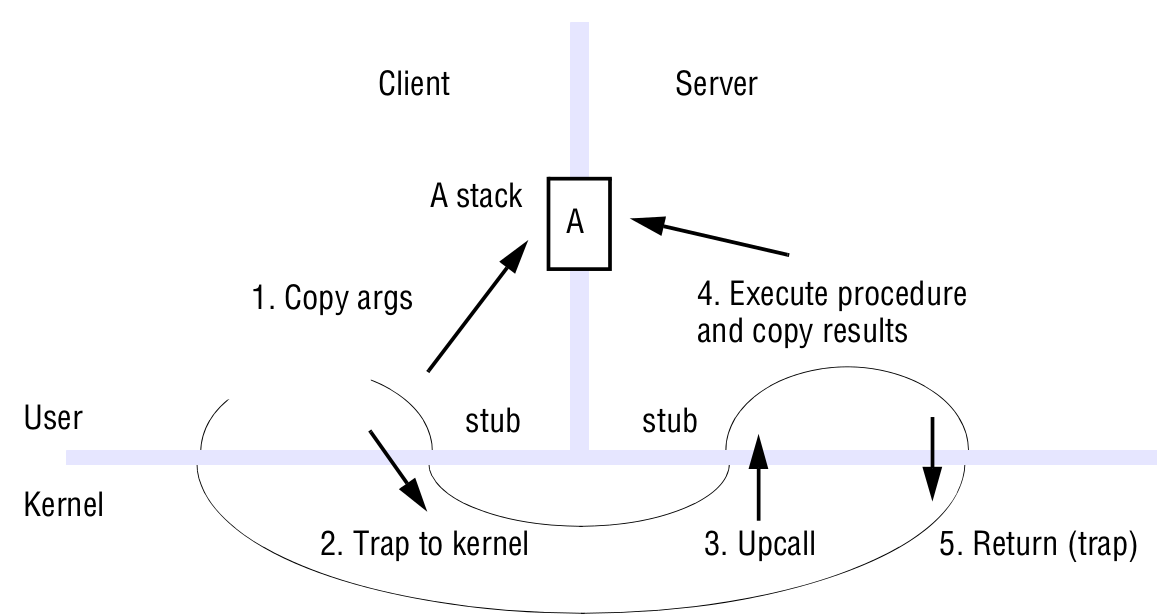 Client
Server
A stack
A
1. Copy args
4. Execute procedure
and copy results
User
stub
stub
Kernel
2. Trap to kernel
3. Upcall
5. Return (trap)